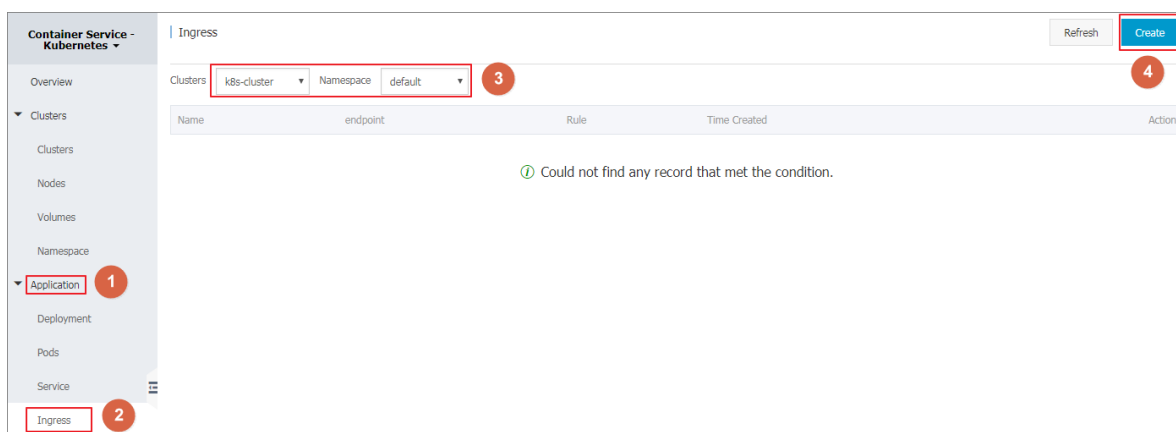 Container Service -
Kubernetes
Overview
Clusters
Clusters
Nodes
Volumes
Namespace
Application 1
Deployment
Pods
Service
Ingress 2
Ingress
Refresh Create
4
Clusters k8s-cluster Namespace default 3
Name endpoint Rule Time Created Action
Could not find any record that met the condition.